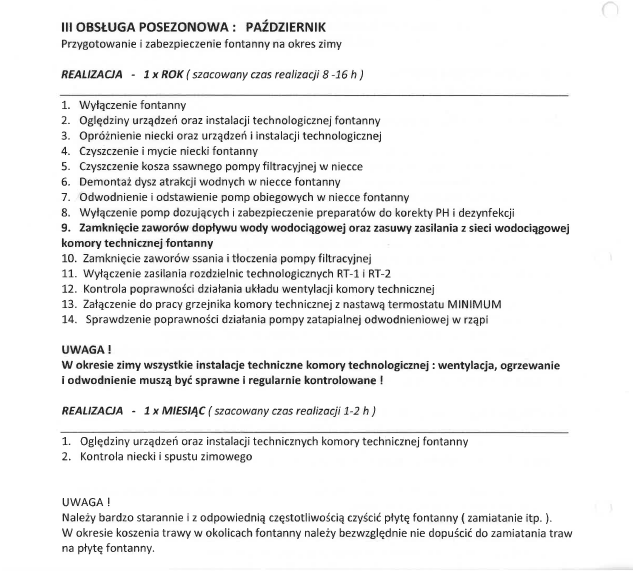 III OBSŁUGA POSEZONOWA : PAŹDZIERNIK
Przygotowanie i zabezpieczenie fontanny na okres zimy
REALIZACJA - 1 x ROK ( szacowany czas realizacji 8 -16 h )
1. Wyłączenie fontanny
2. Oględziny urządzeń oraz instalacji technologicznej fontanny
3. Opróżnienie niecki oraz urządzeń i instalacji technologicznej
4. Czyszczenie i mycie niecki fontanny
5. Czyszczenie kosza ssawnego pompy filtracyjnej w niecce
6. Demontaż dysz atrakcji wodnych w niecce fontanny
7. Odwodnienie i odstawienie pomp obiegowych w niecce fontanny
8. Wyłączenie pomp dozujących i zabezpieczenie preparatów do korekty PH i dezynfekcji
9. Zamknięcie zaworów dopływu wody wodociągowej oraz zasuwy zasilania z sieci wodociągowej
komory technicznej fontanny
10. Zamknięcie zaworów ssania i tłoczenia pompy filtracyjnej
11. Wyłączenie zasilania rozdzielnic technologicznych RT-1 i RT-2
12. Kontrola poprawności działania układu wentylacji komory technicznej
13. Załączenie do pracy grzejnika komory technicznej z nastawą termostatu MINIMUM
14. Sprawdzenie poprawności działania pompy zatapialnej odwodnieniowej w rząpi
UWAGA !
W okresie zimy wszystkie instalacje techniczne komory technologicznej : wentylacja, ogrzewanie
i odwodnienie muszą być sprawne i regularnie kontrolowane !
REALIZACJA - 1 x MIESIĄC ( szacowany czas realizacji 1-2 h )
1. Oględziny urządzeń oraz instalacji technicznych komory technicznej fontanny
2. Kontrola niecki i spustu zimowego
UWAGA !
Należy bardzo starannie i z odpowiednią częstotliwością czyścić płytę fontanny ( zamiatanie itp. ).
W okresie koszenia trawy w okolicach fontanny należy bezwzględnie nie dopuścić do zamiatania traw
na płytę fontanny.